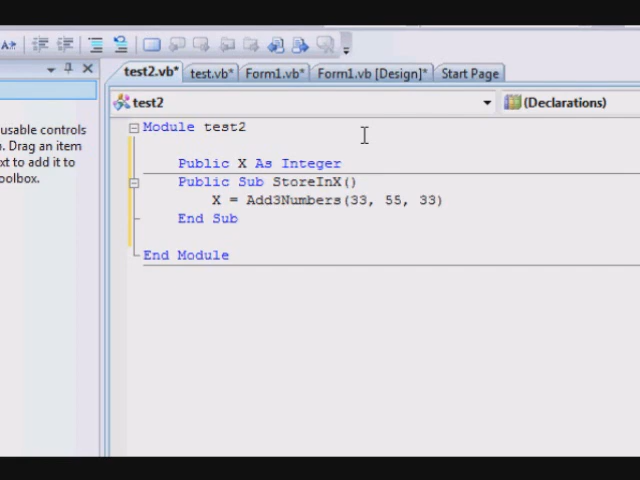 test2.vb* test.vb* Form1.vb* Form1.vb [Design]* Start Page
test2 (Declarations)
usable controls
. Drag an item
xt to add it to
olbox.
Module test2
Public X As Integer
Public Sub StoreInX()
X = Add3Numbers(33, 55, 33)
End Sub
End Module